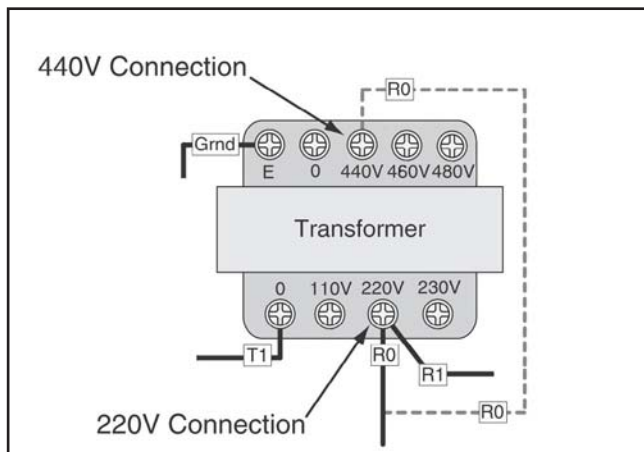 440V Connection
R0
Grnd
E 0 440V 460V 480V
Transformer
0 110V 220V 230V
T1
R0
R1
R0
220V Connection